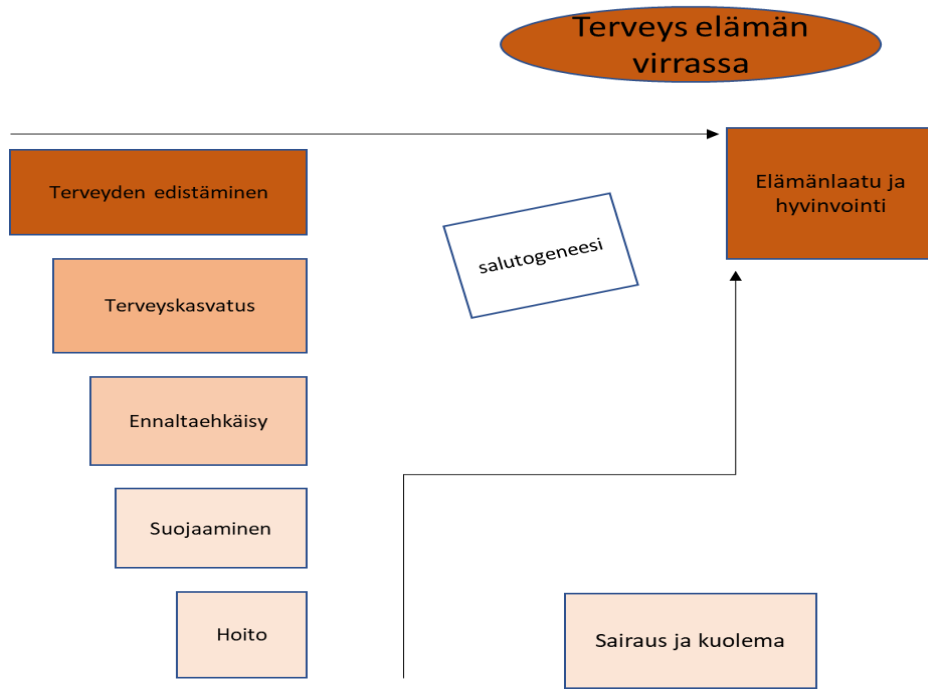 Terveys elämän
virrassa
Terveyden edistäminen
Elämänlaatu ja
hyvinvointi
salutogeneesi
Terveyskasvatus
Ennaltaehkäisy
Suojaaminen
Hoito
Sairaus ja kuolema